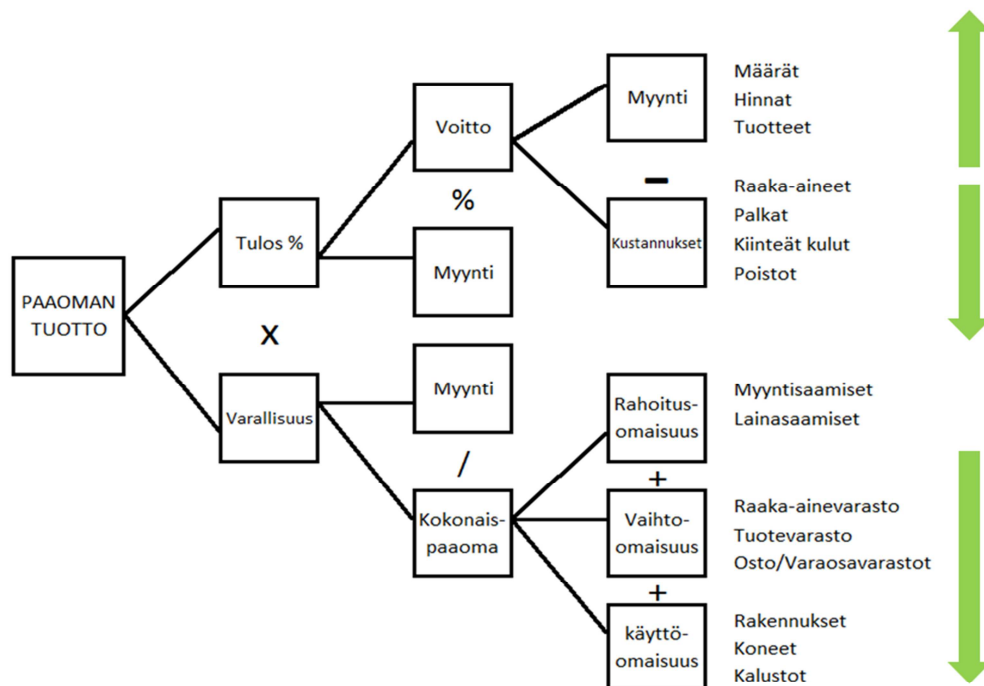 PAAOMAN
TUOTTO
Tulos %
X
Varallisuus
Voitto
%
Myynti
Myynti
/
Kokonais-
paaoma
Myynti
Määrät
Hinnat
Tuotteet
–
Kustannukset
Raaka-aineet
Palkat
Kiinteät kulut
Poistot
Rahoitus-
omaisuus
Myyntisaamiset
Lainasaamiset
+
Vaihto-
omaisuus
Raaka-ainevarasto
Tuotevarasto
Osto/Varaosavarastot
+
käyttö-
omaisuus
Rakennukset
Koneet
Kalustot